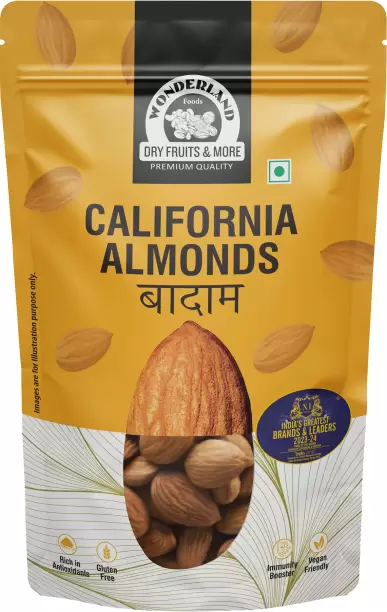 WONDERLAND
Foods
DRY FRUITS & MORE
PREMIUM QUALITY
CALIFORNIA
ALMONDS
बादाम
Images are for Illustration purpose only.
INDIA'S GREATEST
BRANDS & LEADERS
2023-24
Rich in
Antioxidants
Gluten
Free
Immunity
Booster
Vegan
Friendly